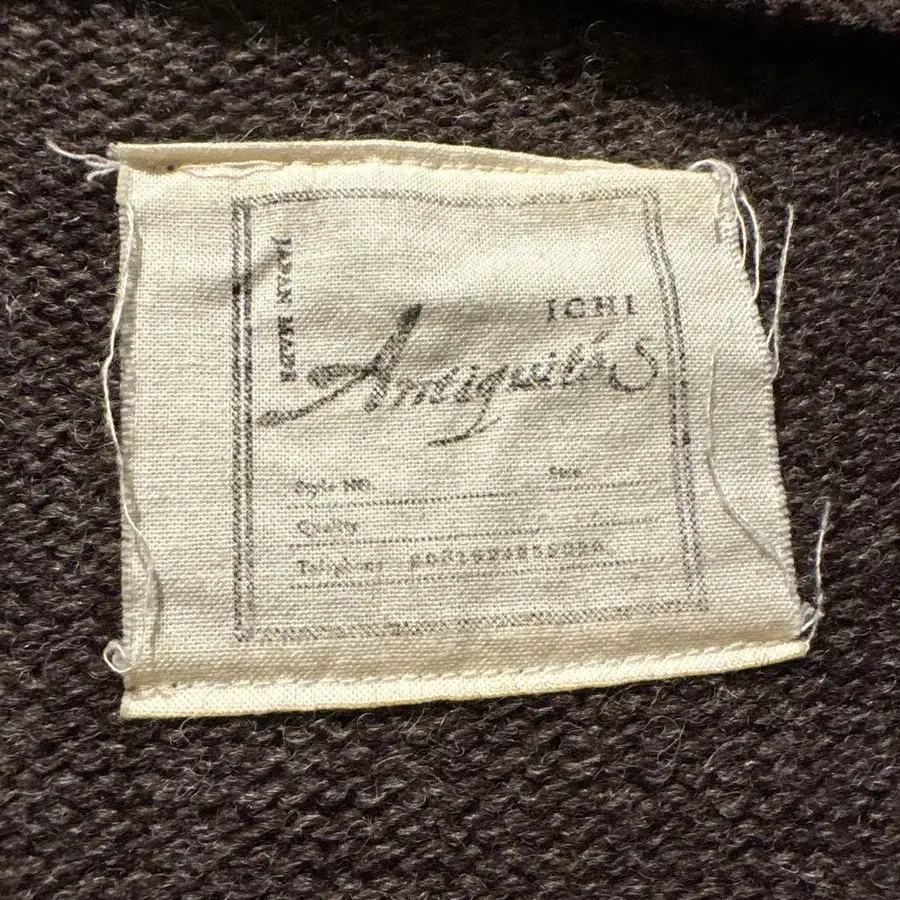 JAPAN MADE
ICHI
Antiquités
Style NO. Size
Quality
Telephone